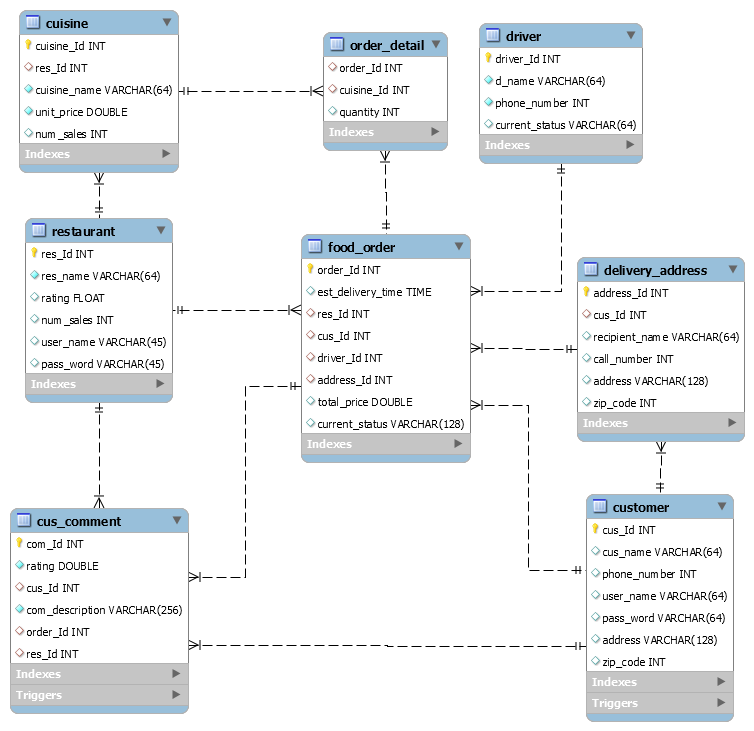 cuisine
cuisine_Id INT
res_Id INT
cuisine_name VARCHAR(64)
unit_price DOUBLE
num_sales INT
Indexes
order_detail
order_Id INT
cuisine_Id INT
quantity INT
Indexes
driver
driver_Id INT
d_name VARCHAR(64)
phone_number INT
current_status VARCHAR(64)
Indexes
restaurant
res_Id INT
res_name VARCHAR(64)
rating FLOAT
num_sales INT
user_name VARCHAR(45)
pass_word VARCHAR(45)
Indexes
food_order
order_Id INT
est_delivery_time TIME
res_Id INT
cus_Id INT
driver_Id INT
address_Id INT
total_price DOUBLE
current_status VARCHAR(128)
Indexes
delivery_address
address_Id INT
cus_Id INT
recipient_name VARCHAR(64)
call_number INT
address VARCHAR(128)
zip_code INT
Indexes
cus_comment
com_Id INT
rating DOUBLE
cus_Id INT
com_description VARCHAR(256)
order_Id INT
res_Id INT
Indexes
Triggers
customer
cus_Id INT
cus_name VARCHAR(64)
phone_number INT
user_name VARCHAR(64)
pass_word VARCHAR(64)
address VARCHAR(128)
zip_code INT
Indexes
Triggers